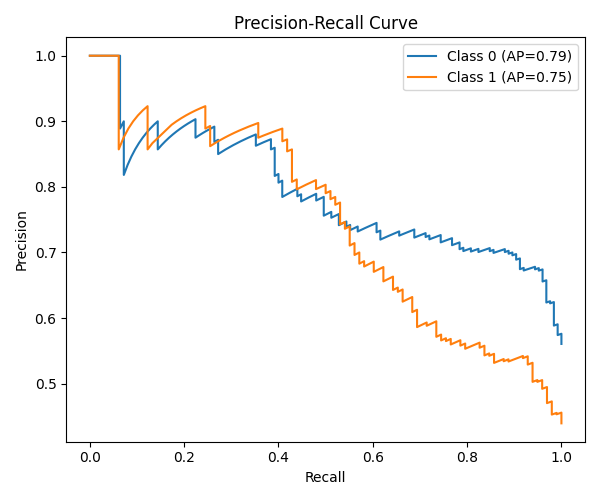 Precision-Recall Curve
Class 0 (AP=0.79)
Class 1 (AP=0.75)
Precision
1.0
0.9
0.8
0.7
0.6
0.5
0.0 0.2 0.4 0.6 0.8 1.0
Recall